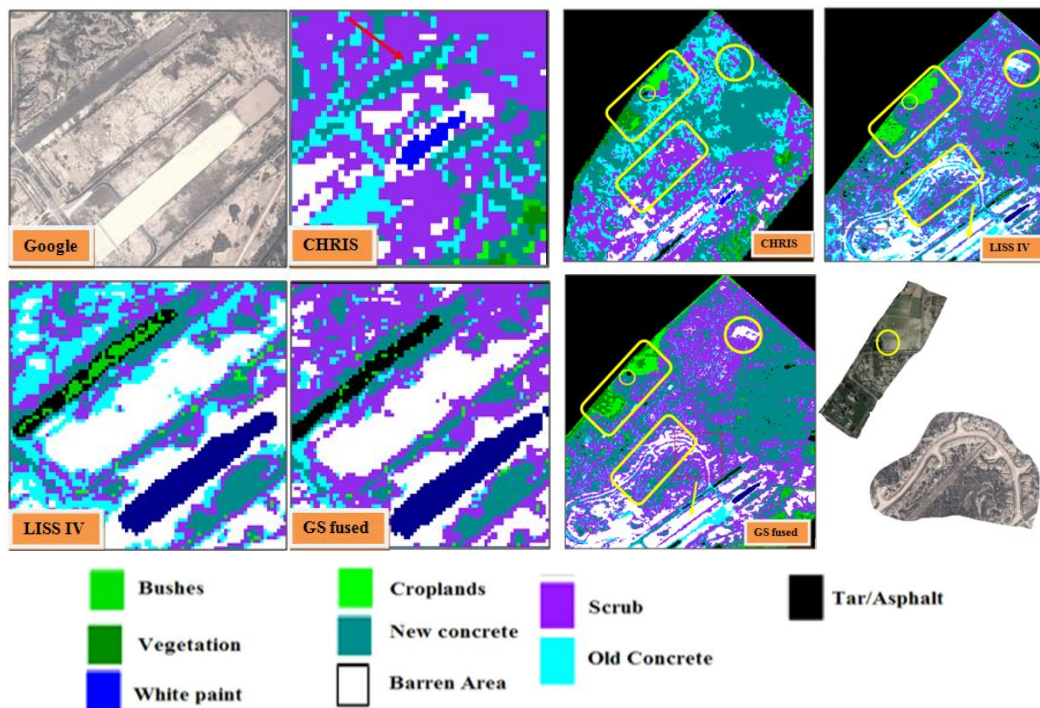 Google
CHRIS
CHRIS
LISS IV
LISS IV
GS fused
GS fused
Bushes
Croplands
Scrub
Tar/Asphalt
Vegetation
New concrete
Old Concrete
White paint
Barren Area